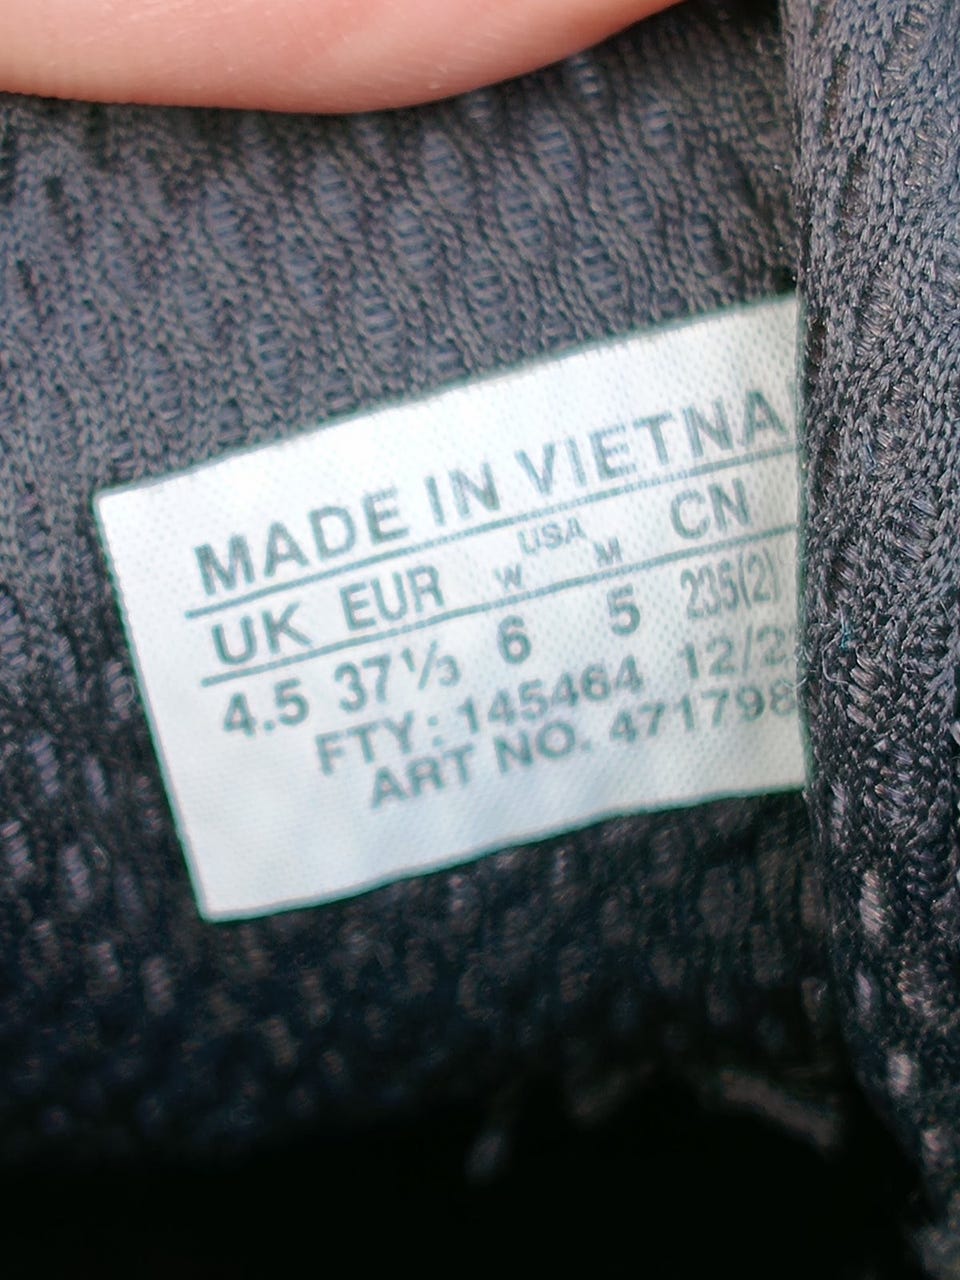 MADE IN VIETNA
UK EUR USA W M CN
4.5 37⅓ 6 5 235(2)
FTY: 145464 12/2
ART NO. 471798